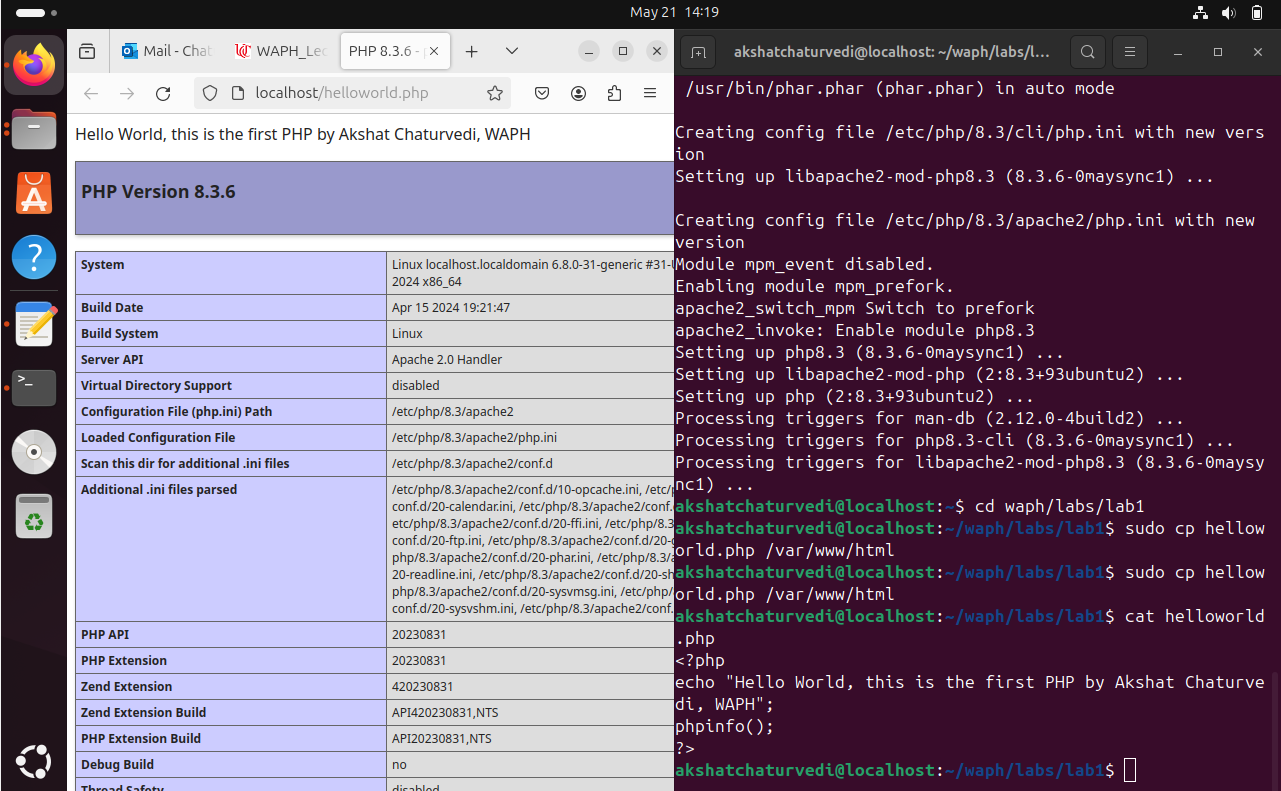 May 21 14:19
Mail - Chat
WAPH_Lec
PHP 8.3.6 - p
localhost/helloworld.php
Hello World, this is the first PHP by Akshat Chaturvedi, WAPH
PHP Version 8.3.6
System
Linux localhost.localdomain 6.8.0-31-generic #31-U
2024 x86_64
Build Date
Apr 15 2024 19:21:47
Build System
Linux
Server API
Apache 2.0 Handler
Virtual Directory Support
disabled
Configuration File (php.ini) Path
/etc/php/8.3/apache2
Loaded Configuration File
/etc/php/8.3/apache2/php.ini
Scan this dir for additional .ini files
/etc/php/8.3/apache2/conf.d
Additional .ini files parsed
/etc/php/8.3/apache2/conf.d/10-opcache.ini, /etc/p
conf.d/20-calendar.ini, /etc/php/8.3/apache2/conf.
etc/php/8.3/apache2/conf.d/20-ffi.ini, /etc/php/8.3
conf.d/20-ftp.ini, /etc/php/8.3/apache2/conf.d/20-g
php/8.3/apache2/conf.d/20-phar.ini, /etc/php/8.3/a
20-readline.ini, /etc/php/8.3/apache2/conf.d/20-sh
php/8.3/apache2/conf.d/20-sysvmsg.ini, /etc/php/8.
conf.d/20-sysvshm.ini, /etc/php/8.3/apache2/conf.
PHP API
20230831
PHP Extension
20230831
Zend Extension
420230831
Zend Extension Build
API420230831,NTS
PHP Extension Build
API20230831,NTS
Debug Build
no
Thread Safety
disabled
akshatchaturvedi@localhost: ~/waph/labs/l...
/usr/bin/phar.phar (phar.phar) in auto mode
Creating config file /etc/php/8.3/cli/php.ini with new vers
ion
Setting up libapache2-mod-php8.3 (8.3.6-0maysync1) ...
Creating config file /etc/php/8.3/apache2/php.ini with new
version
Module mpm_event disabled.
Enabling module mpm_prefork.
apache2_switch_mpm Switch to prefork
apache2_invoke: Enable module php8.3
Setting up php8.3 (8.3.6-0maysync1) ...
Setting up libapache2-mod-php (2:8.3+93ubuntu2) ...
Setting up php (2:8.3+93ubuntu2) ...
Processing triggers for man-db (2.12.0-4build2) ...
Processing triggers for php8.3-cli (8.3.6-0maysync1) ...
Processing triggers for libapache2-mod-php8.3 (8.3.6-0maysy
nc1) ...
akshatchaturvedi@localhost:~$ cd waph/labs/lab1
akshatchaturvedi@localhost:~/waph/labs/lab1$ sudo cp hellow
orld.php /var/www/html
akshatchaturvedi@localhost:~/waph/labs/lab1$ sudo cp hellow
orld.php /var/www/html
akshatchaturvedi@localhost:~/waph/labs/lab1$ cat helloworld
.php
<?php
echo "Hello World, this is the first PHP by Akshat Chaturve
di, WAPH";
phpinfo();
?>
akshatchaturvedi@localhost:~/waph/labs/lab1$